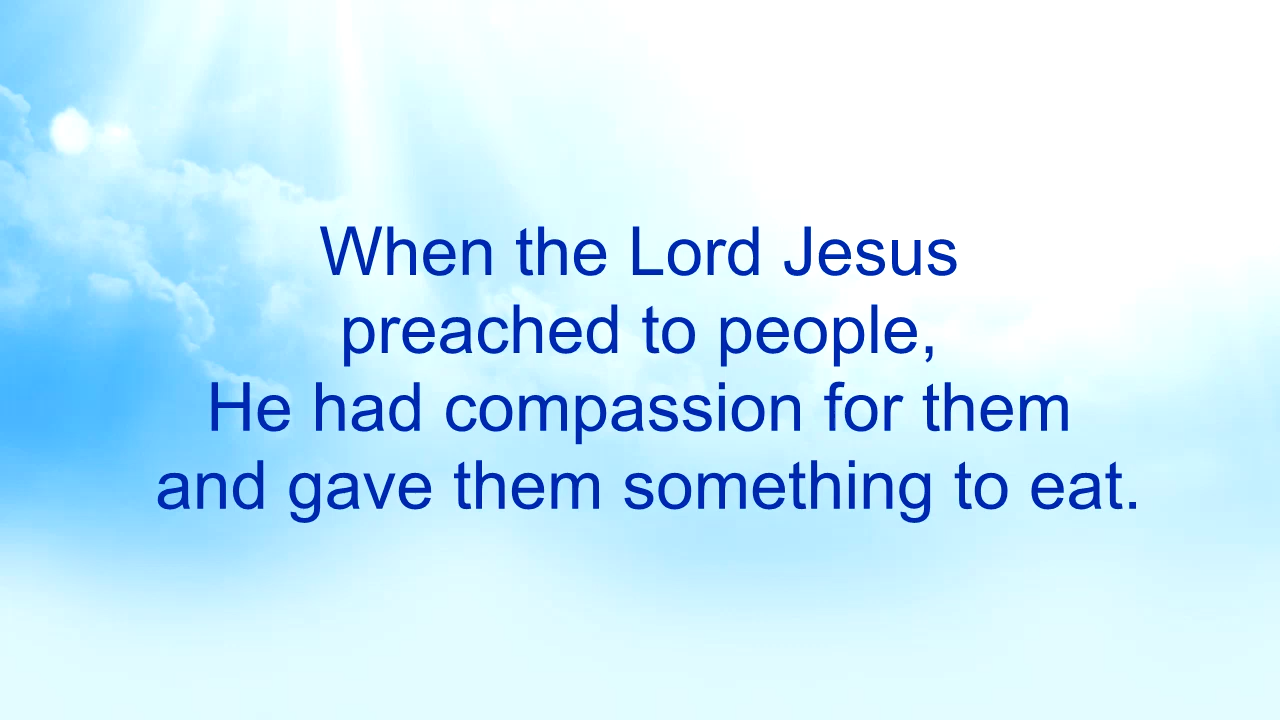 When the Lord Jesus
preached to people,
He had compassion for them
and gave them something to eat.